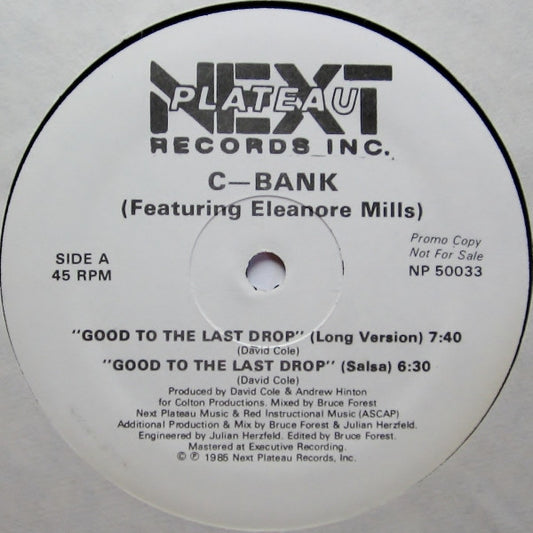 NEXT
PLATEAU
RECORDS, INC.
C—BANK
(Featuring Eleanore Mills)
SIDE A
45 RPM
Promo Copy
Not For Sale
NP 50033
"GOOD TO THE LAST DROP" (Long Version) 7:40
(David Cole)
"GOOD TO THE LAST DROP" (Salsa) 6:30
(David Cole)
Produced by David Cole & Andrew Hinton
for Colton Productions. Mixed by Bruce Forest
Next Plateau Music & Red Instructional Music (ASCAP)
Additional Production & Mix by Bruce Forest & Julian Herzfeld.
Engineered by Julian Herzfeld. Edited by Bruce Forest.
Mastered at Executive Recording.
© ℗ 1985 Next Plateau Records, Inc.